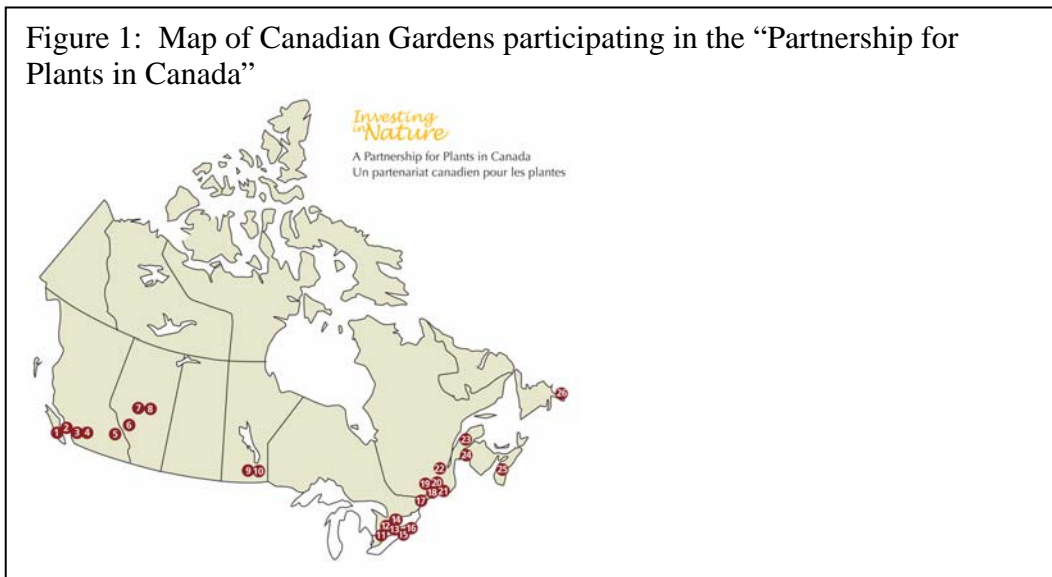 Figure 1:  Map of Canadian Gardens participating in the “Partnership for
Plants in Canada”
Investing
in Nature
A Partnership for Plants in Canada
Un partenariat canadien pour les plantes
26
7 8
6
2
1 3 4 5
23
24
22 25
9 10
19 20
18 21
17
14
12
13 16
11 15